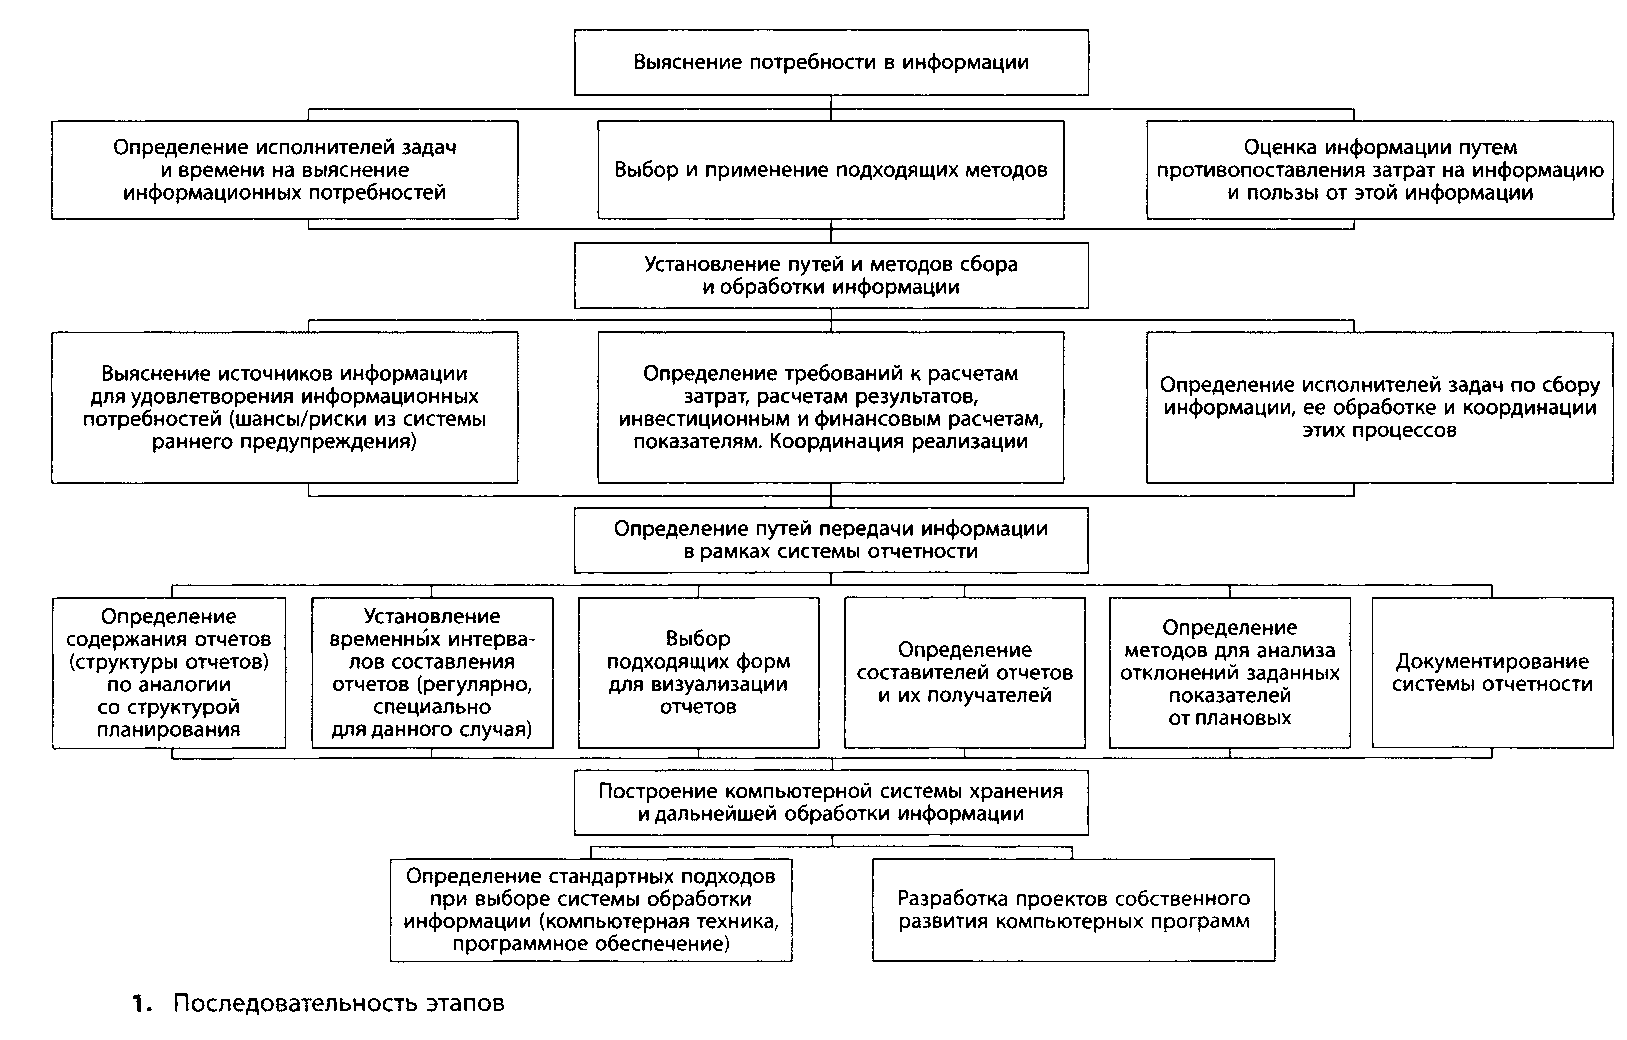 Выяснение потребности в информации
Определение исполнителей задач
и времени на выяснение
информационных потребностей
Выбор и применение подходящих методов
Оценка информации путем
противопоставления затрат на информацию
и пользы от этой информации
Установление путей и методов сбора
и обработки информации
Выяснение источников информации
для удовлетворения информационных
потребностей (шансы/риски из системы
раннего предупреждения)
Определение требований к расчетам
затрат, расчетам результатов,
инвестиционным и финансовым расчетам,
показателям. Координация реализации
Определение исполнителей задач по сбору
информации, ее обработке и координации
этих процессов
Определение путей передачи информации
в рамках системы отчетности
Определение
содержания отчетов
(структуры отчетов)
по аналогии
со структурой
планирования
Установление
временных интерва-
лов составления
отчетов (регулярно,
специально
для данного случая)
Выбор
подходящих форм
для визуализации
отчетов
Определение
составителей отчетов
и их получателей
Определение
методов для анализа
отклонений заданных
показателей
от плановых
Документирование
системы отчетности
Построение компьютерной системы хранения
и дальнейшей обработки информации
Определение стандартных подходов
при выборе системы обработки
информации (компьютерная техника,
программное обеспечение)
Разработка проектов собственного
развития компьютерных программ
1. Последовательность этапов